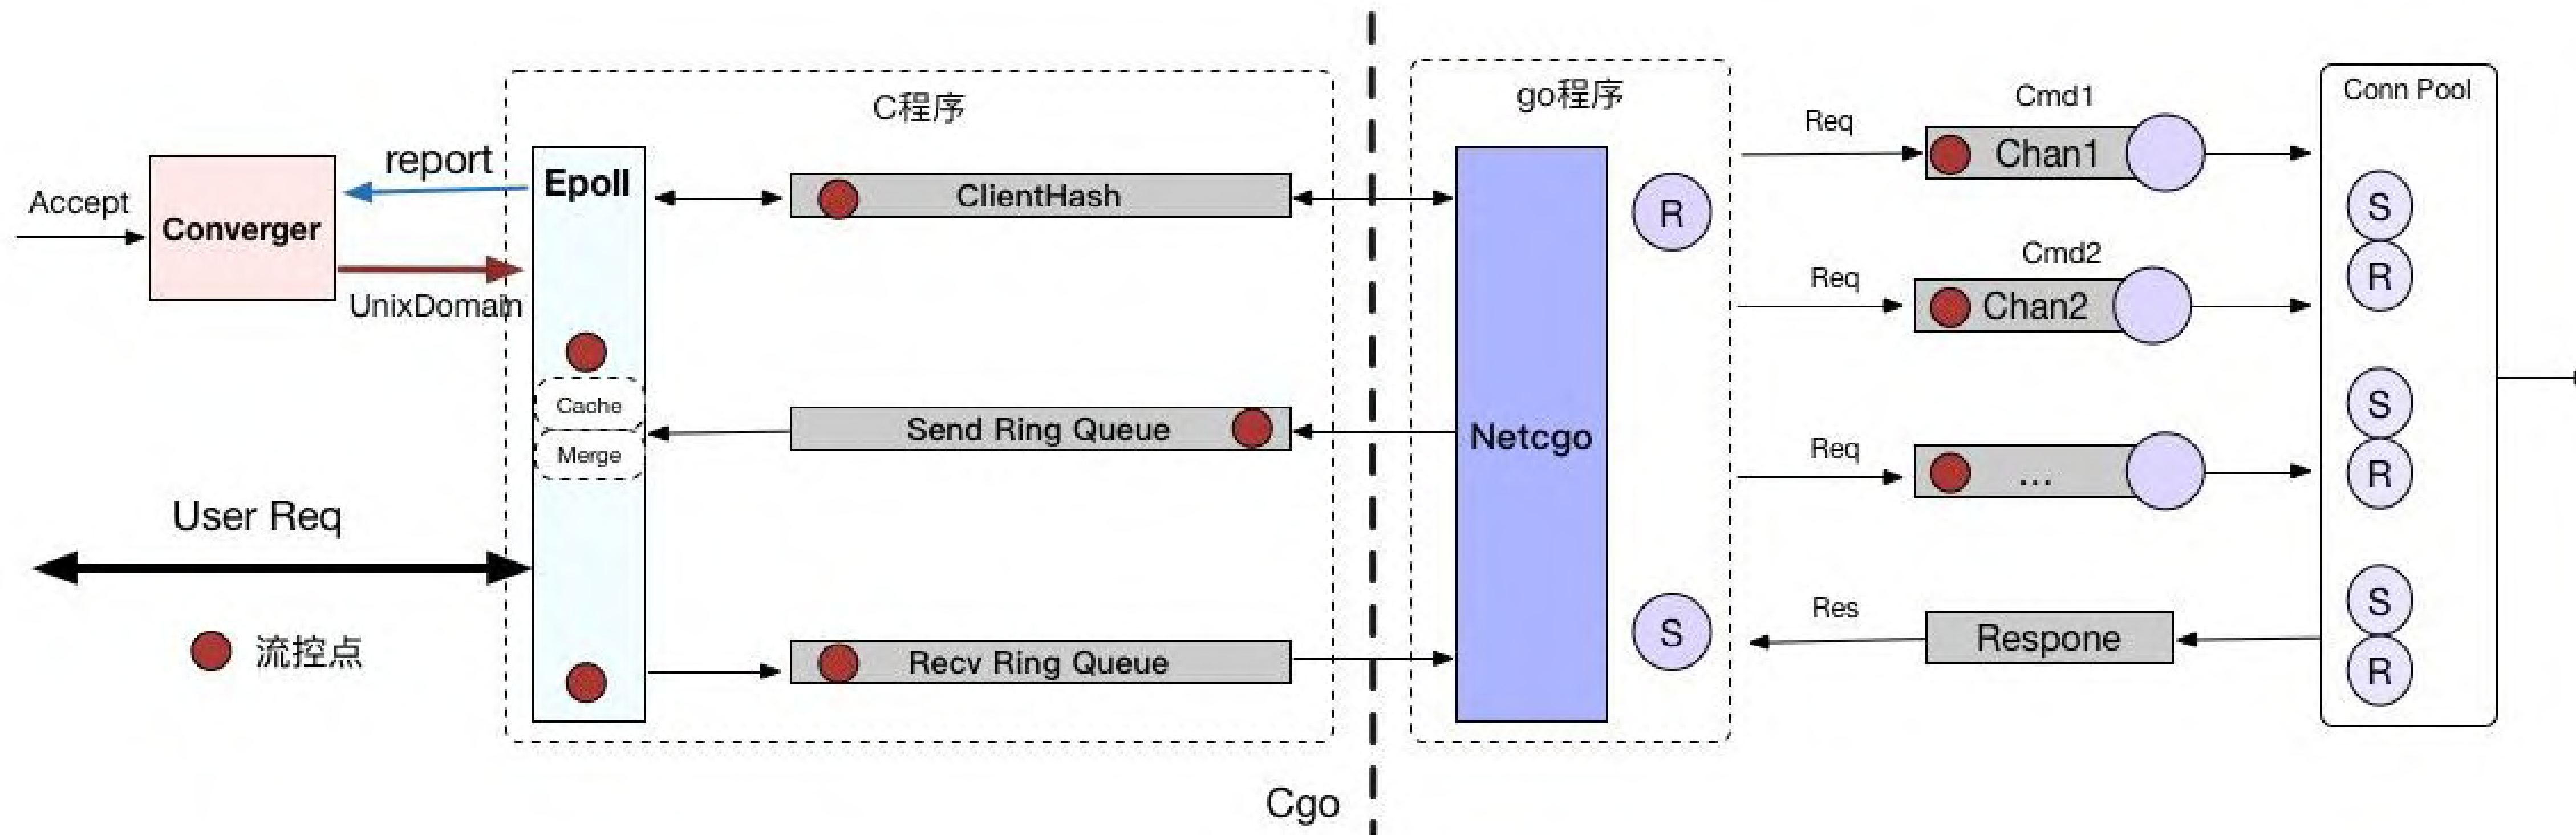 Accept
Converger
report
UnixDomain
User Req
流控点
C程序
Epoll
Cache
Merge
ClientHash
Send Ring Queue
Recv Ring Queue
Cgo
go程序
Netcgo
R
S
Req
Cmd1
Chan1
Req
Cmd2
Chan2
Req
...
Res
Respone
Conn Pool
S
R
S
R
S
R